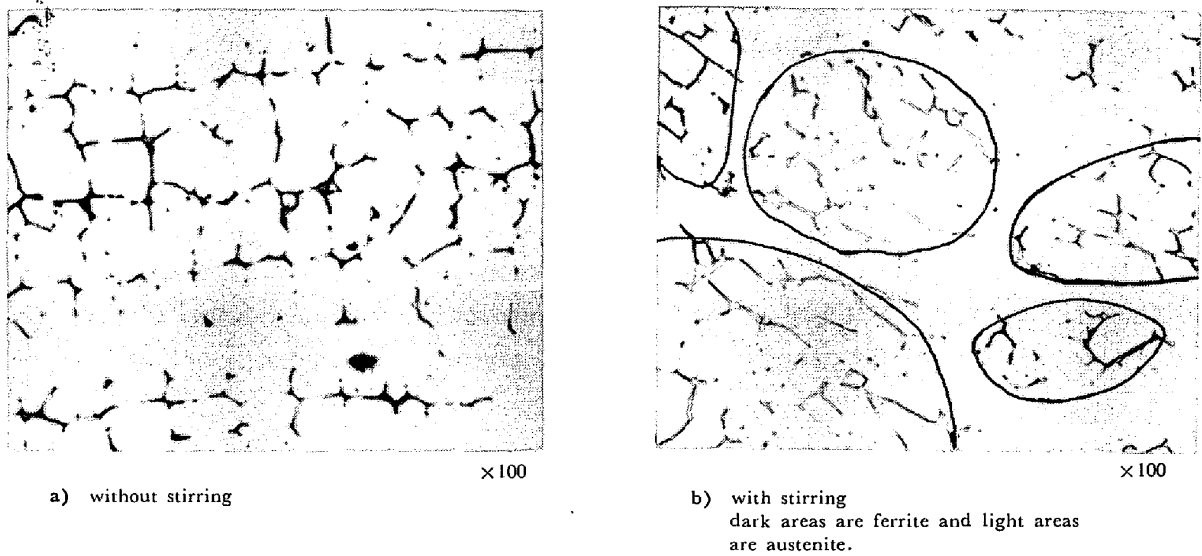 ×100
a) without stirring
×100
b) with stirring
dark areas are ferrite and light areas
are austenite.